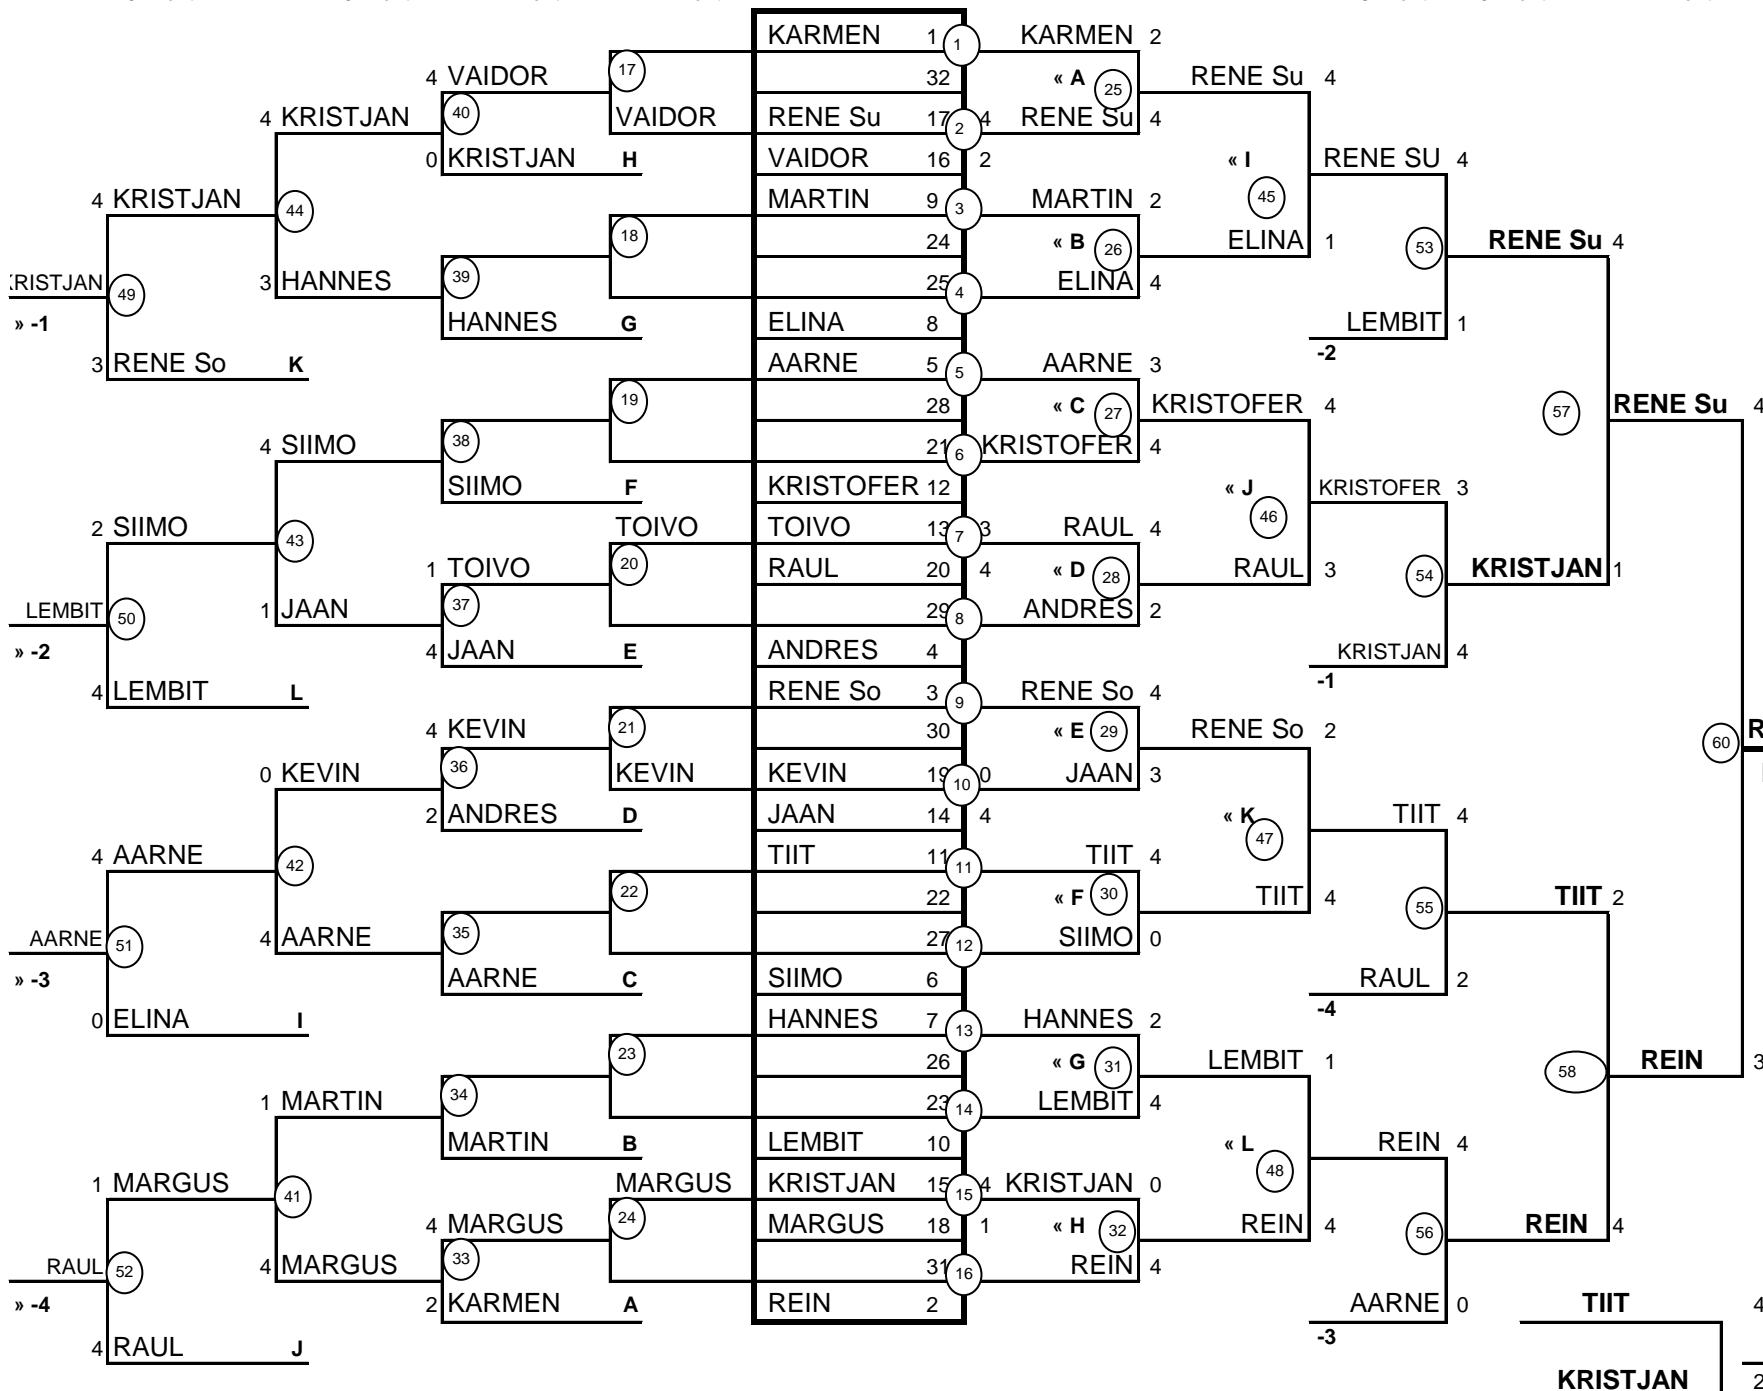 KARMEN 1 1 KARMEN 2
4 VAIDOR 17 32 « A 25 RENE Su 4
4 KRISTJAN 40 VAIDOR RENE Su 17 2 4 RENE Su 4
0 KRISTJAN H VAIDOR 16 2 « I RENE SU 4
4 KRISTJAN 44 MARTIN 9 3 MARTIN 2 45
18 24 « B 26 ELINA 1 53 RENE Su 4
KRISTJAN 49 3 HANNES 39 25 4 ELINA 4
» -1 HANNES G ELINA 8 LEMBIT 1
3 RENE So K AARNE 5 5 AARNE 3 -2
19 28 « C 27 KRISTOFER 4 57 RENE Su 4
4 SIIMO 38 21 6 KRISTOFER 4
SIIMO F KRISTOFER 12 « J KRISTOFER 3
2 SIIMO 43 TOIVO TOIVO 13 7 3 RAUL 4 46
1 TOIVO 20 RAUL 20 4 « D 28 RAUL 3 54 KRISTJAN 1
LEMBIT 50 1 JAAN 37 29 8 ANDRES 2
» -2 4 JAAN E ANDRES 4 KRISTJAN 4
4 LEMBIT L RENE So 3 9 RENE So 4 -1
4 KEVIN 21 30 « E 29 RENE So 2 60
0 KEVIN 36 KEVIN KEVIN 19 10 0 JAAN 3
2 ANDRES D JAAN 14 4 « K 47 TIIT 4
4 AARNE 42 TIIT 11 11 TIIT 4
22 22 « F 30 TIIT 4 55 TIIT 2
AARNE 51 4 AARNE 35 27 12 SIIMO 0
» -3 AARNE C SIIMO 6 RAUL 2
0 ELINA I HANNES 7 13 HANNES 2 -4
23 26 « G 31 LEMBIT 1 58 REIN 3
1 MARTIN 34 23 14 LEMBIT 4
MARTIN B LEMBIT 10 « L REIN 4
1 MARGUS 41 MARGUS KRISTJAN 15 15 4 KRISTJAN 0 48
4 MARGUS 24 MARGUS 18 1 « H 32 REIN 4 56 REIN 4
RAUL 52 4 MARGUS 33 31 16 REIN 4
» -4 2 KARMEN A REIN 2 AARNE 0 TIIT 4
4 RAUL J -3
KRISTJAN 2